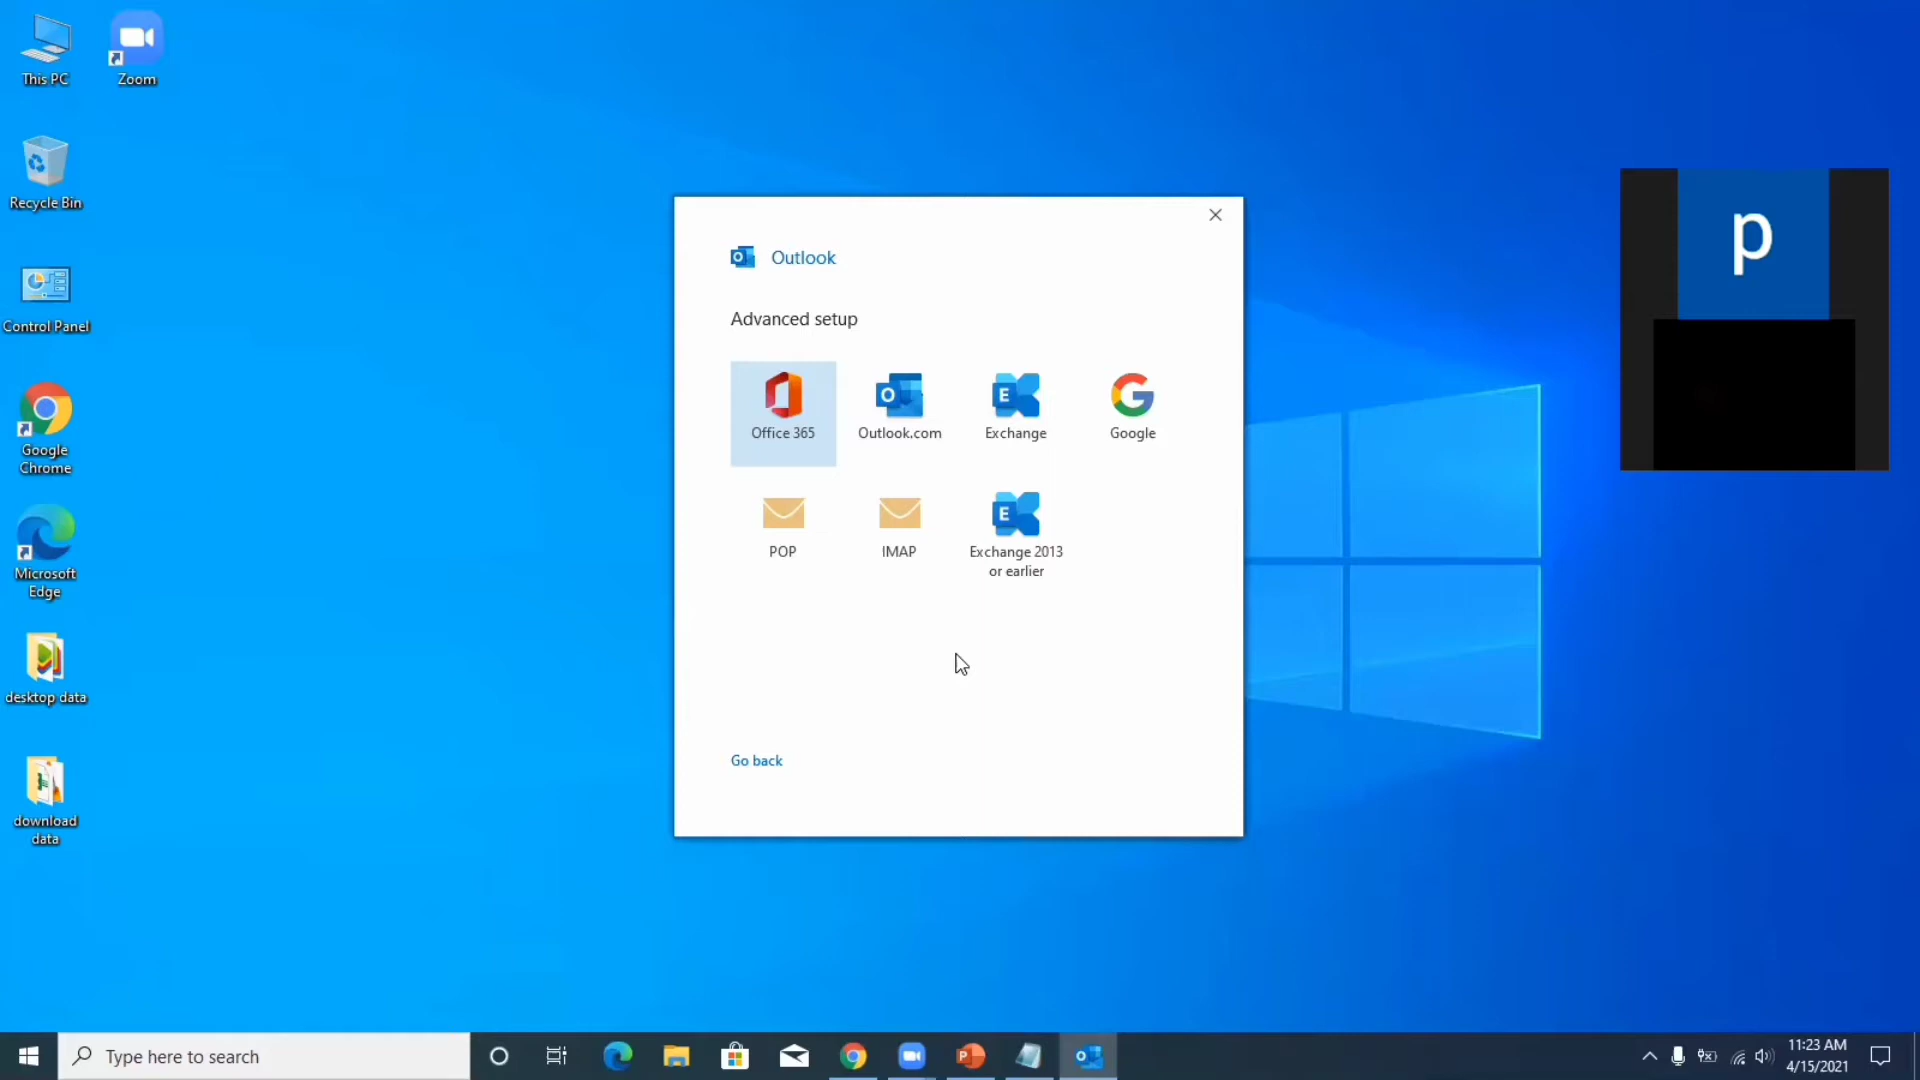 This PC
Zoom
Recycle Bin
Control Panel
Google
Chrome
Microsoft
Edge
desktop data
download
data
Outlook
Advanced setup
Office 365
Outlook.com
Exchange
Google
POP
IMAP
Exchange 2013
or earlier
Go back
p
Type here to search
11:23 AM
4/15/2021